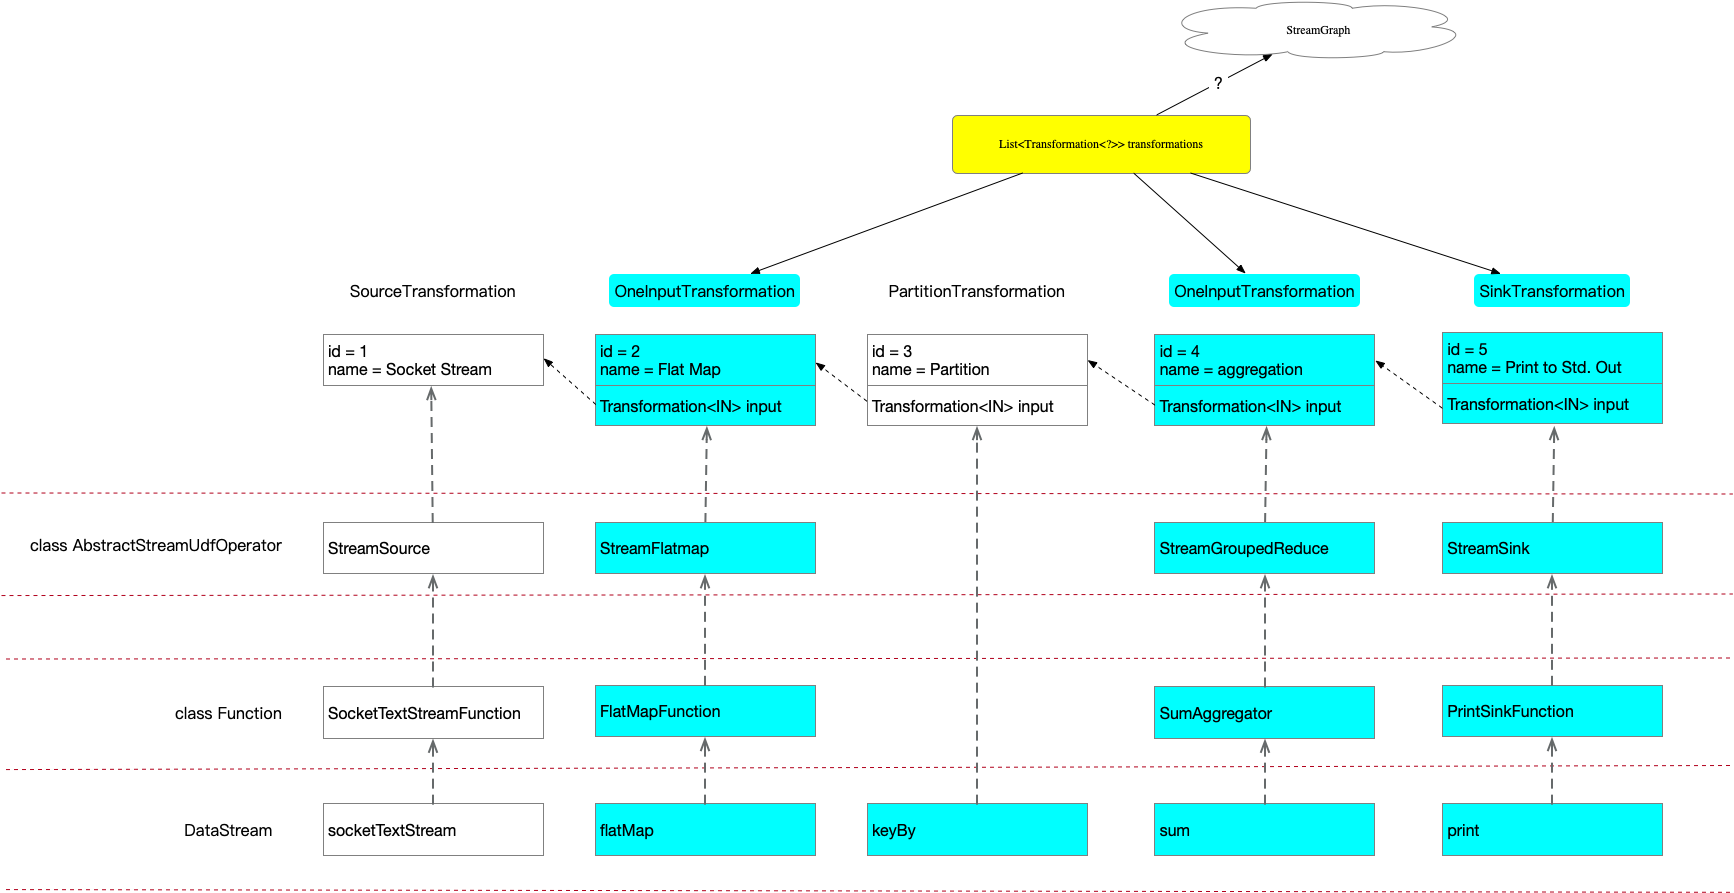 StreamGraph
?
List<Transformation<?>> transformations
SourceTransformation
OneInputTransformation
PartitionTransformation
OneInputTransformation
SinkTransformation
id = 1
name = Socket Stream
id = 2
name = Flat Map
Transformation<IN> input
id = 3
name = Partition
Transformation<IN> input
id = 4
name = aggregation
Transformation<IN> input
id = 5
name = Print to Std. Out
Transformation<IN> input
class AbstractStreamUdfOperator
StreamSource
StreamFlatmap
StreamGroupedReduce
StreamSink
class Function
SocketTextStreamFunction
FlatMapFunction
SumAggregator
PrintSinkFunction
DataStream
socketTextStream
flatMap
keyBy
sum
print